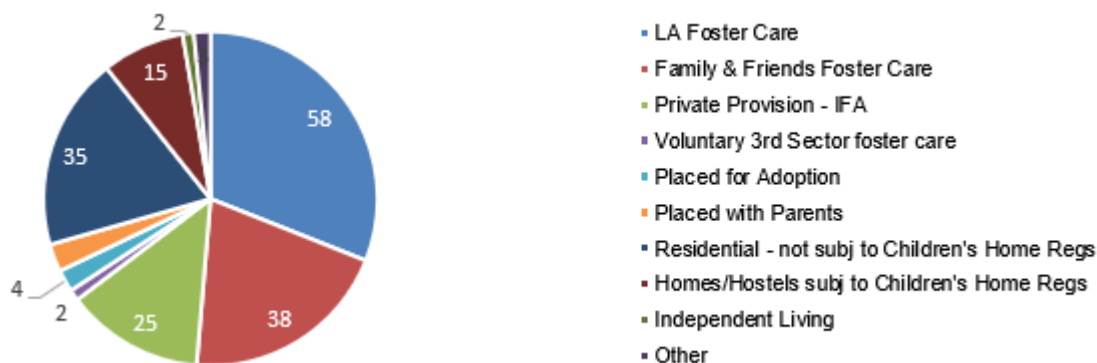 2
15
58
35
4
2
25
38
LA Foster Care
Family & Friends Foster Care
Private Provision - IFA
Voluntary 3rd Sector foster care
Placed for Adoption
Placed with Parents
Residential - not subj to Children's Home Regs
Homes/Hostels subj to Children's Home Regs
Independent Living
Other